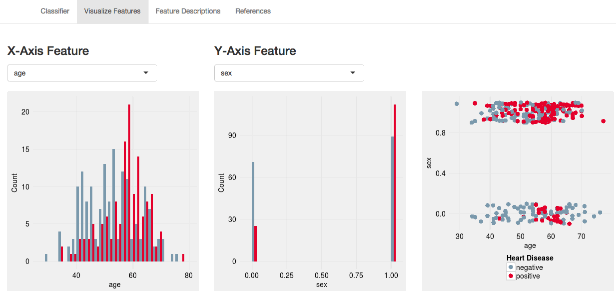 Classifier Visualize Features Feature Descriptions References
X-Axis Feature
age
Y-Axis Feature
sex
20
15
10
5
0
Count
40 60 80
age
90
60
30
0
Count
0.00 0.25 0.50 0.75 1.00
sex
0.8
0.4
0.0
sex
30 40 50 60 70
age
Heart Disease
negative
positive